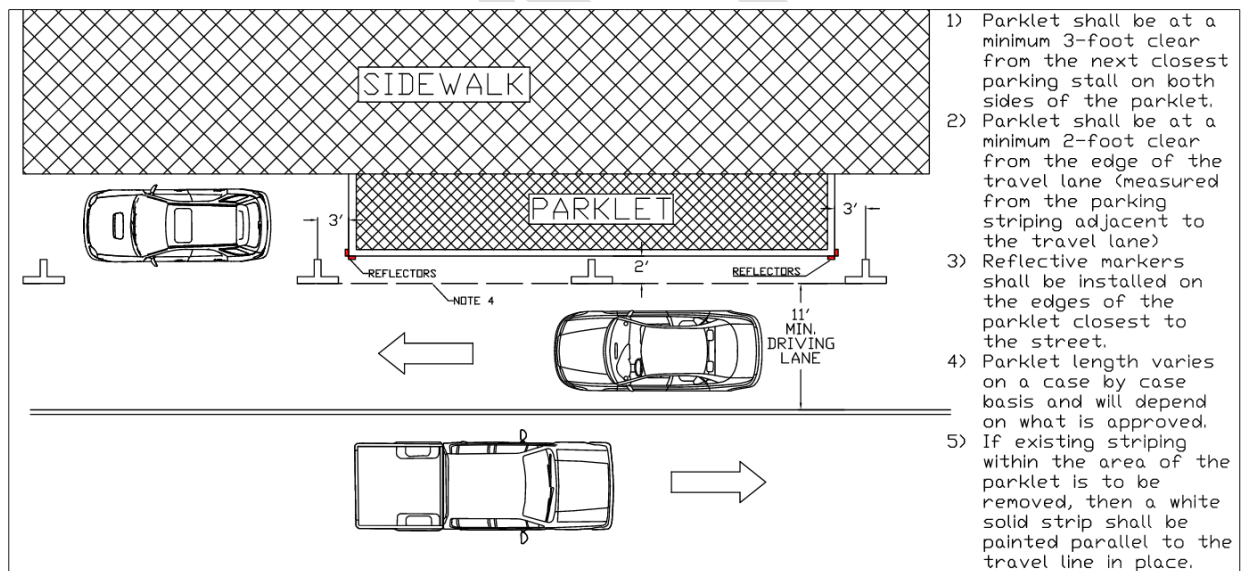 SIDEWALK
PARKLET
3'
3'
2'
REFLECTORS
REFLECTORS
NOTE 4
11'
MIN.
DRIVING
LANE
1) Parklet shall be at a
minimum 3-foot clear
from the next closest
parking stall on both
sides of the parklet.
2) Parklet shall be at a
minimum 2-foot clear
from the edge of the
travel lane (measured
from the parking
striping adjacent to
the travel lane)
3) Reflective markers
shall be installed on
the edges of the
parklet closest to
the street.
4) Parklet length varies
on a case by case
basis and will depend
on what is approved.
5) If existing striping
within the area of the
parklet is to be
removed, then a white
solid strip shall be
painted parallel to the
travel line in place.